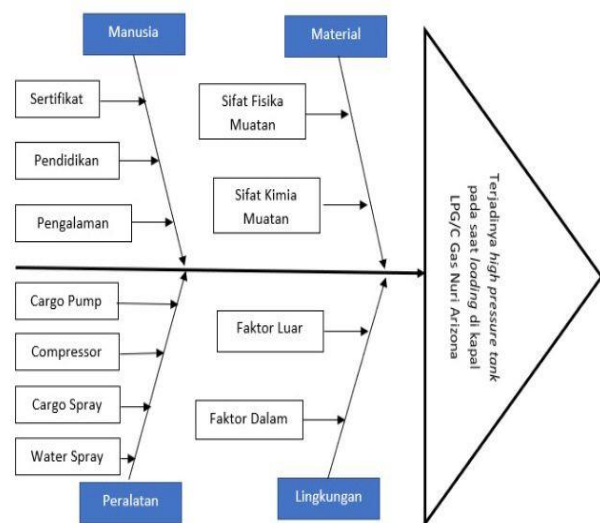 Manusia
Material
Sertifikat
Pendidikan
Pengalaman
Sifat Fisika
Muatan
Sifat Kimia
Muatan
Terjadinya high pressure tank
pada saat loading di kapal
LPG/C Gas Nuri Arizona
Cargo Pump
Compressor
Cargo Spray
Water Spray
Faktor Luar
Faktor Dalam
Peralatan
Lingkungan